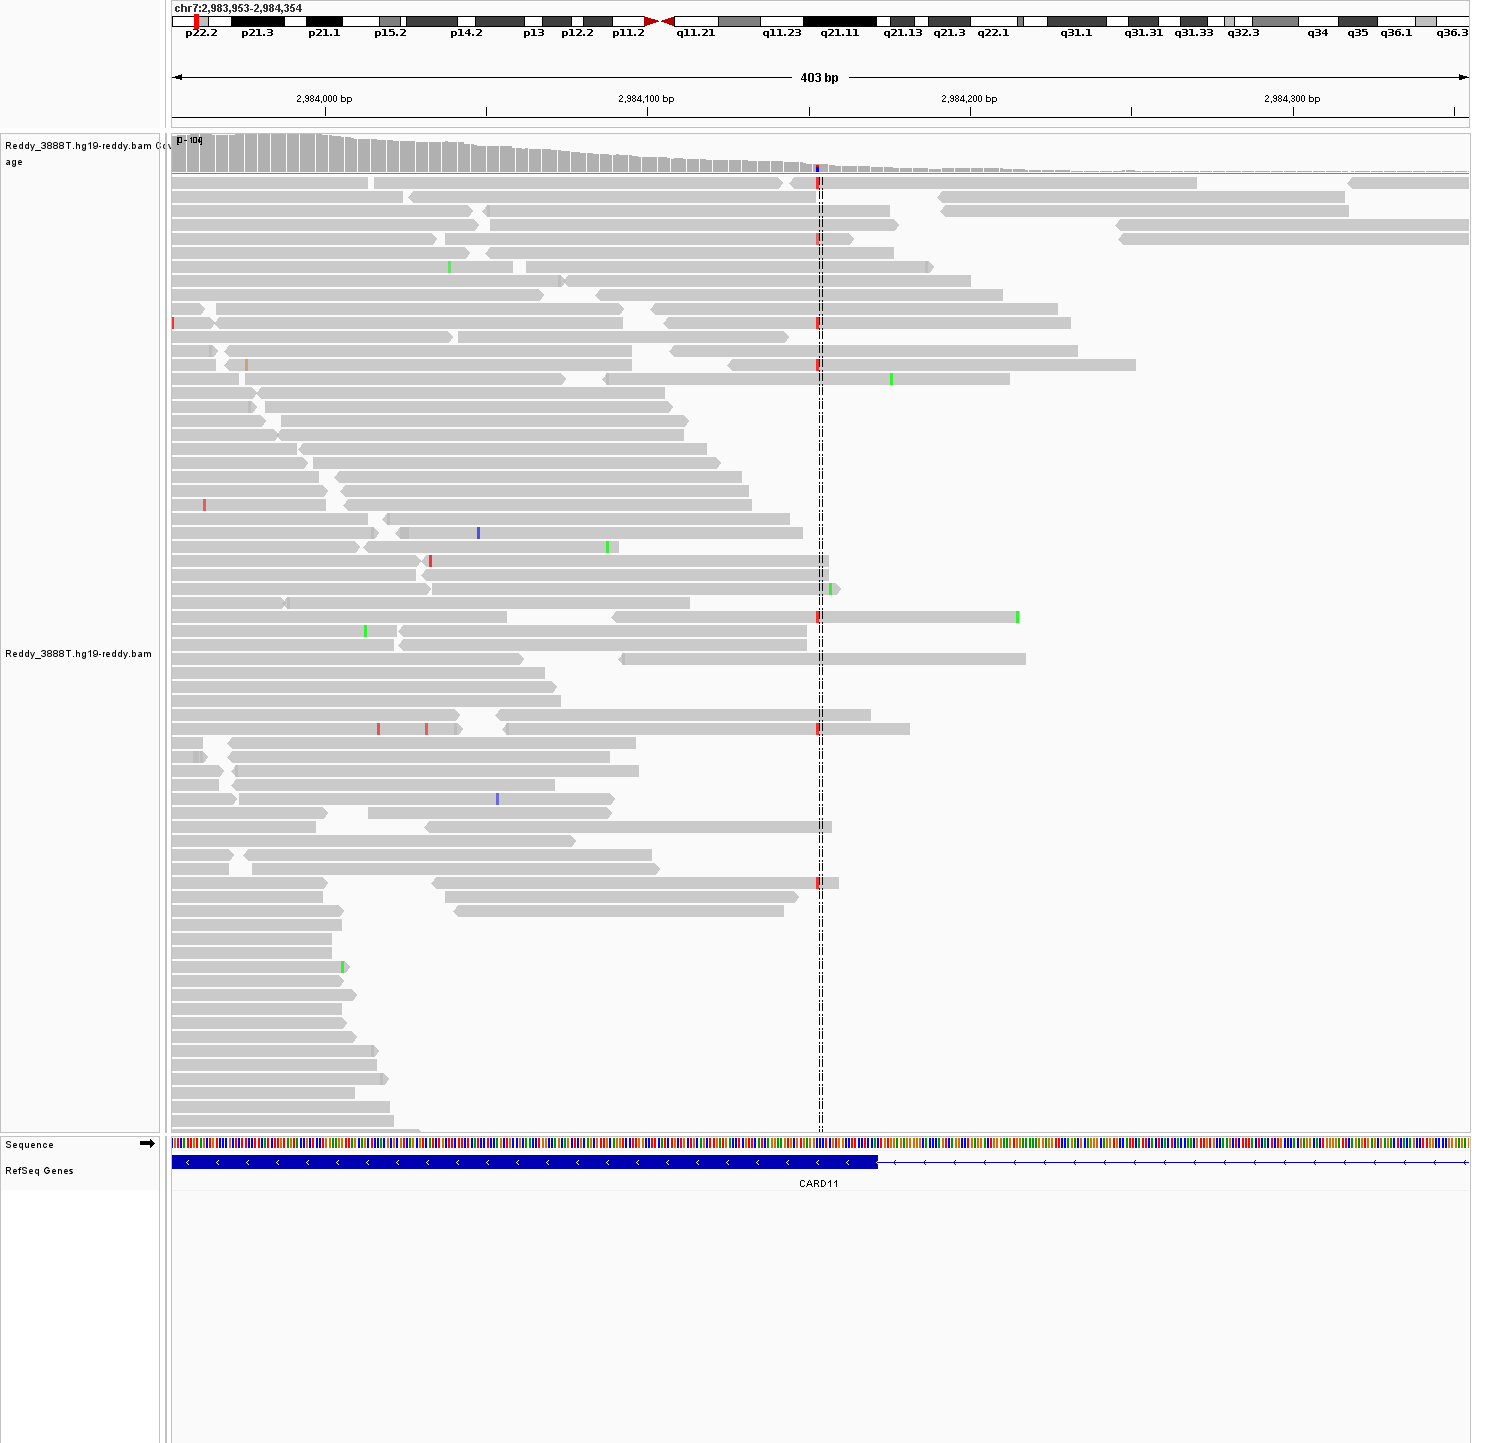 chr7:2,983,953-2,984,354
p22.2 p21.3 p21.1 p15.2 p14.2 p13 p12.2 p11.2 q11.21 q11.23 q21.11 q21.13 q21.3 q22.1 q31.1 q31.31 q31.33 q32.3 q34 q35 q36.1 q36.3
403 bp
2,984,000 bp 2,984,100 bp 2,984,200 bp 2,984,300 bp
[0 - 104]
Reddy_3888T.hg19-reddy.bam Cov
age
Reddy_3888T.hg19-reddy.bam
Sequence
RefSeq Genes
CARD11